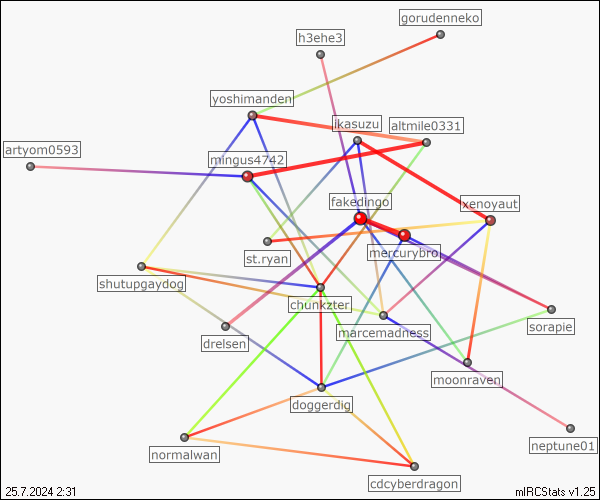 gorudenneko
h3ehe3
yoshimanden
ikasuzu
altmile0331
artyom0593
mingus4742
fakedingo
xenoyaut
mercurybro
st.ryan
shutupgaydog
chunkzter
marcemadness
sorapie
drelsen
moonraven
doggerdig
neptune01
normalwan
cdcyberdragon
25.7.2024 2:31
mIRCStats v1.25